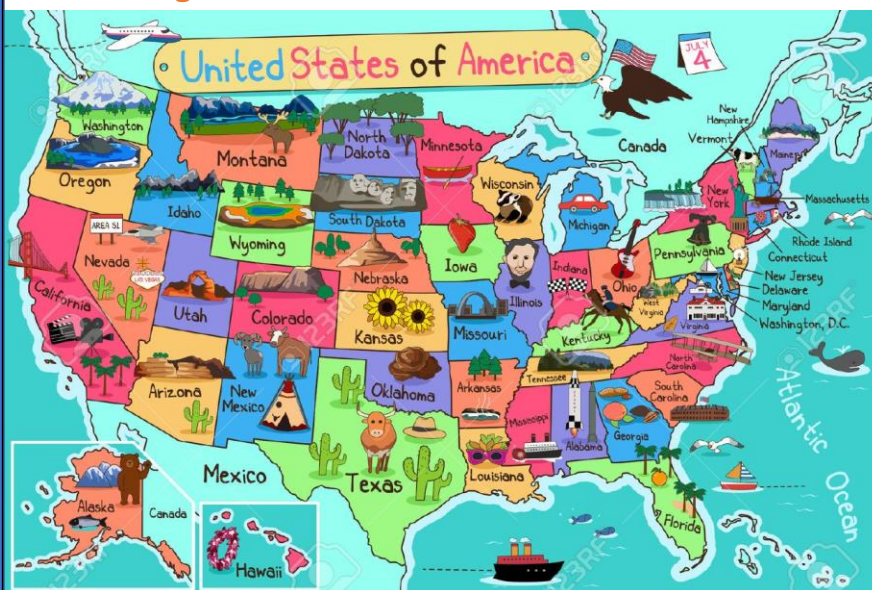 United States of America
JULY
4
Washington
Oregon
Idaho
Montana
North
Dakota
Minnesota
Wisconsin
Michigan
Canada
New
Hampshire
Vermont
Maine
New
York
Massachusetts
Rhode Island
Connecticut
New Jersey
Delaware
Maryland
Washington, D.C.
Pennsylvania
South Dakota
Wyoming
AREA 51
Nevada
LAS VEGAS
California
Utah
Colorado
Nebraska
Iowa
Illinois
Indiana
Ohio
West
Virginia
Virginia
Kansas
Missouri
Kentucky
North
Carolina
Tennessee
South
Carolina
Arizona
New
Mexico
Oklahoma
Arkansas
Mississippi
Alabama
Georgia
Texas
Louisiana
Florida
Mexico
Alaska
Canada
Hawaii
Atlantic
Ocean
123RF